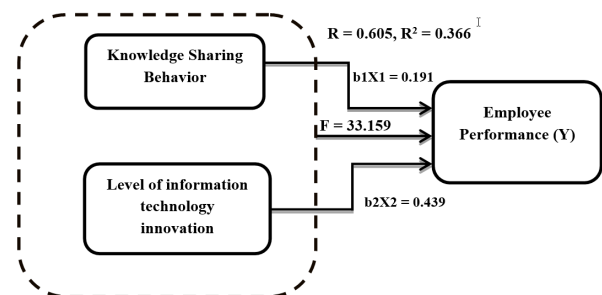 R = 0.605, R² = 0.366
Knowledge Sharing
Behavior
b1X1 = 0.191
Employee
Performance (Y)
F = 33.159
Level of information
technology
innovation
b2X2 = 0.439